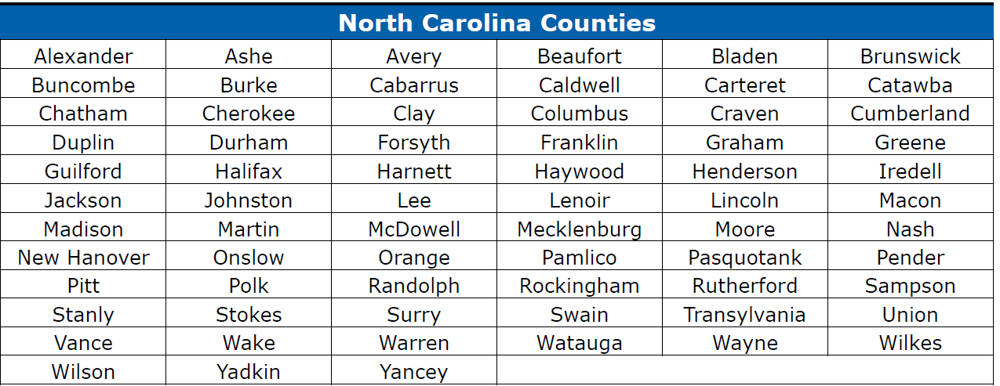 North Carolina Counties
Alexander Ashe Avery Beaufort Bladen Brunswick
Buncombe Burke Cabarrus Caldwell Carteret Catawba
Chatham Cherokee Clay Columbus Craven Cumberland
Duplin Durham Forsyth Franklin Graham Greene
Guilford Halifax Harnett Haywood Henderson Iredell
Jackson Johnston Lee Lenoir Lincoln Macon
Madison Martin McDowell Mecklenburg Moore Nash
New Hanover Onslow Orange Pamlico Pasquotank Pender
Pitt Polk Randolph Rockingham Rutherford Sampson
Stanly Stokes Surry Swain Transylvania Union
Vance Wake Warren Watauga Wayne Wilkes
Wilson Yadkin Yancey